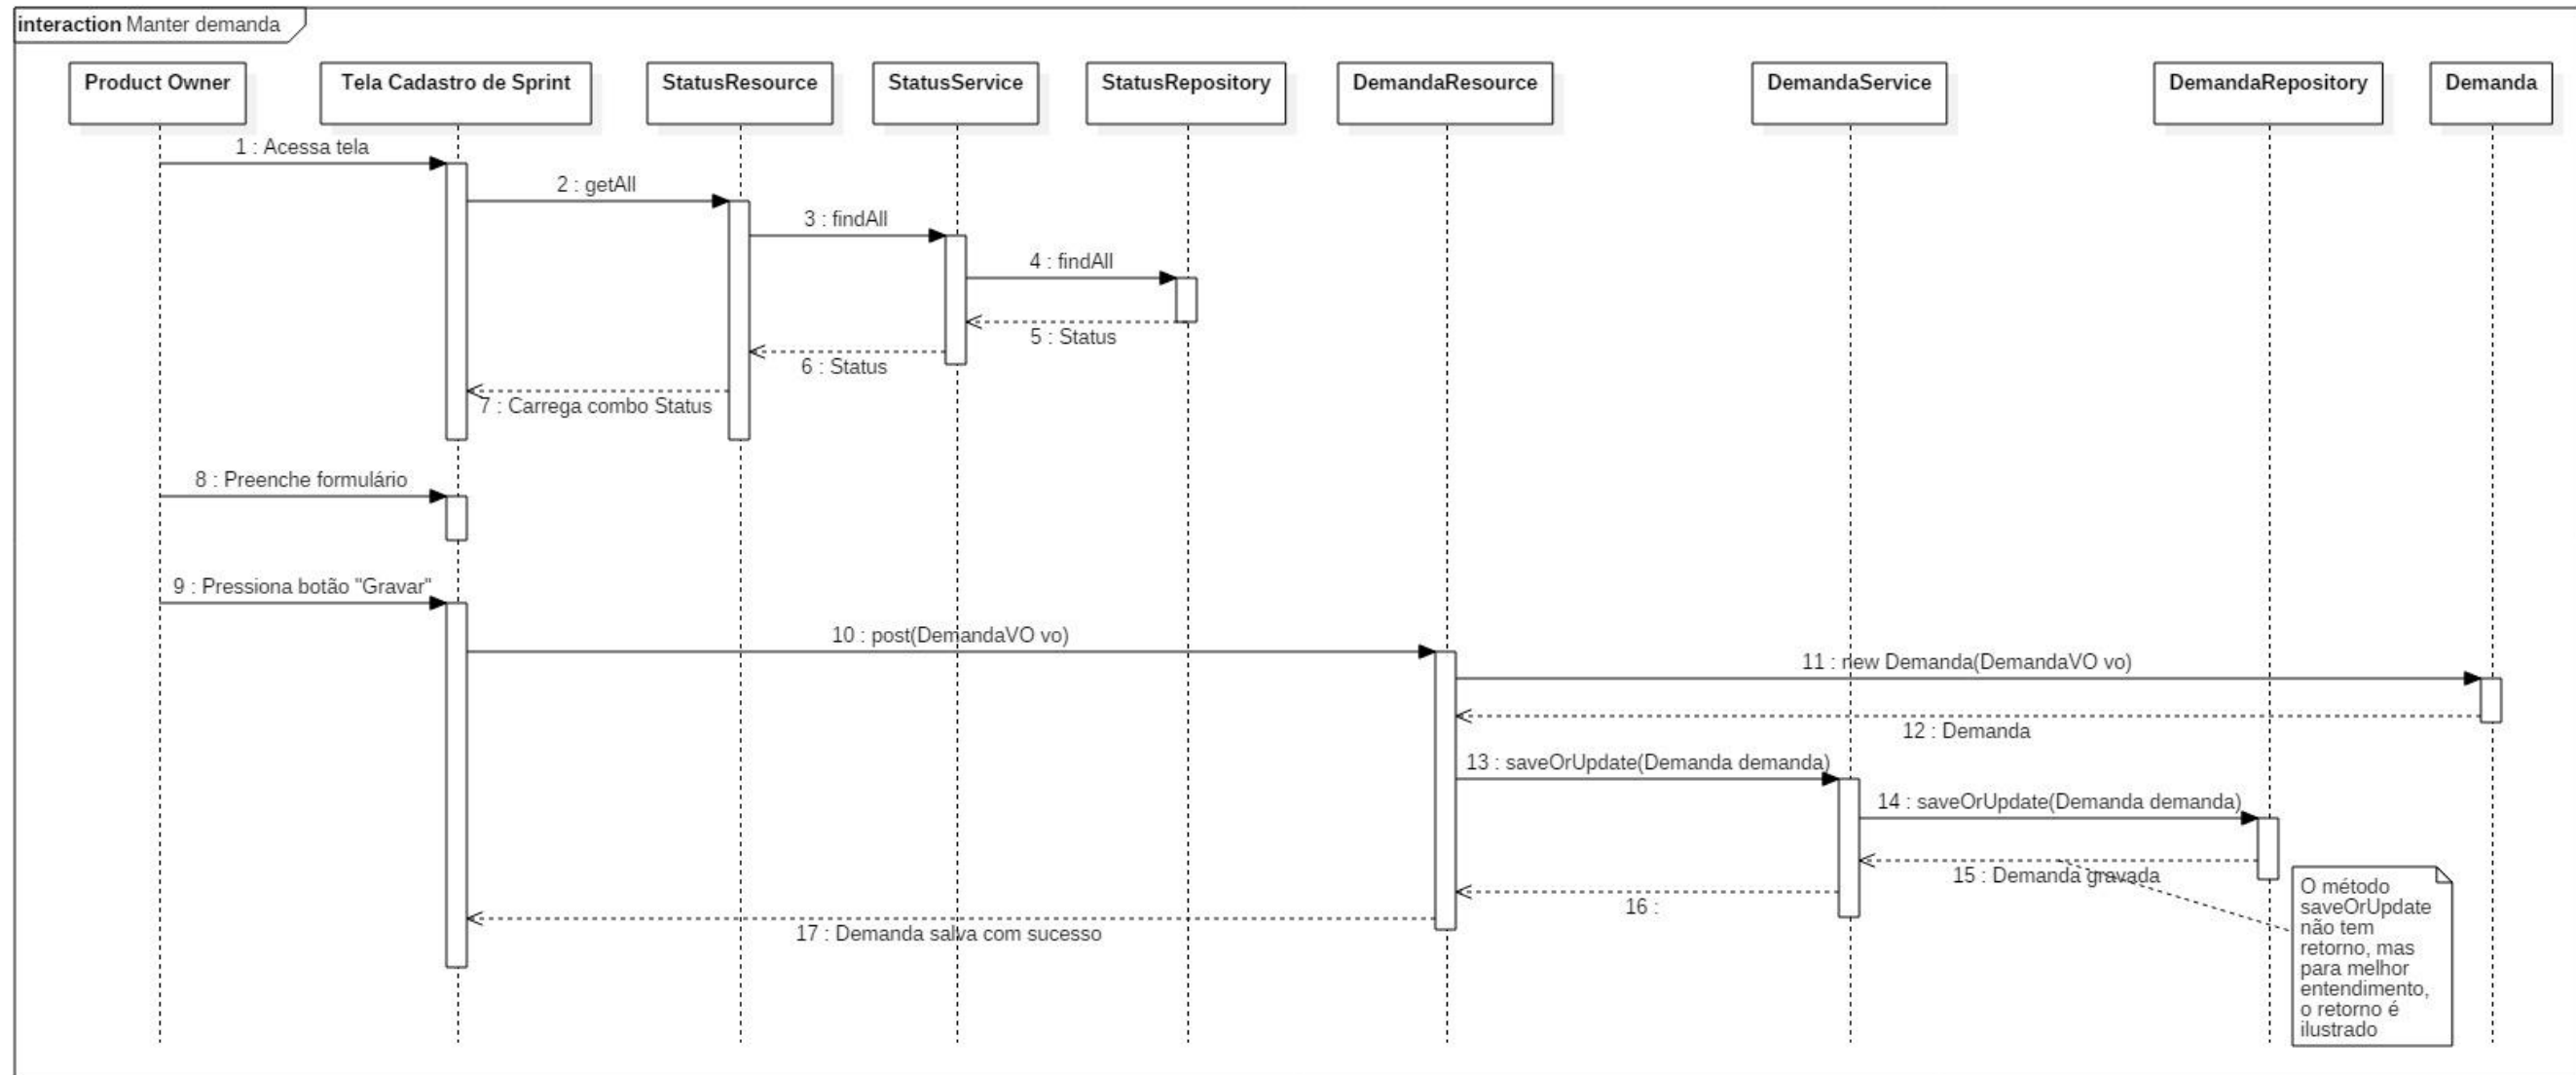 interaction Manter demanda
Product Owner
Tela Cadastro de Sprint
StatusResource
StatusService
StatusRepository
DemandaResource
DemandaService
DemandaRepository
Demanda
1 : Acessa tela
2 : getAll
3 : findAll
4 : findAll
5 : Status
6 : Status
7 : Carrega combo Status
8 : Preenche formulário
9 : Pressiona botão "Gravar"
10 : post(DemandaVO vo)
11 : new Demanda(DemandaVO vo)
12 : Demanda
13 : saveOrUpdate(Demanda demanda)
14 : saveOrUpdate(Demanda demanda)
15 : Demanda gravada
16 :
17 : Demanda salva com sucesso
O método
saveOrUpdate
não tem
retorno, mas
para melhor
entendimento,
o retorno é
ilustrado